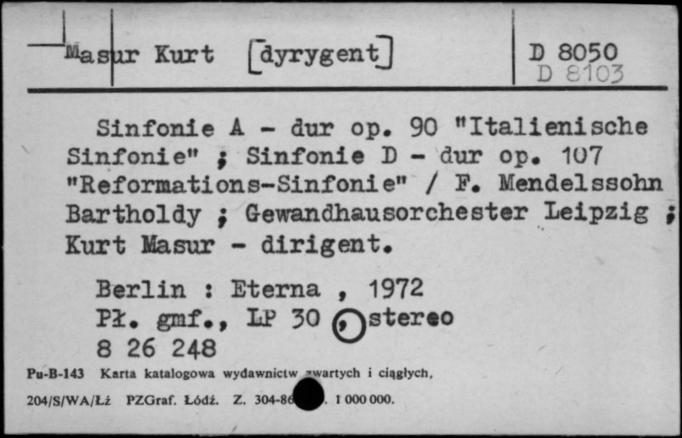 Masur Kurt [dyrygent]
D 8050
D 8103
Sinfonie A - dur op. 90 "Italienische
Sinfonie" ; Sinfonie D - dur op. 107
"Reformations-Sinfonie" / F. Mendelssohn
Bartholdy ; Gewandhausorchester Leipzig ;
Kurt Masur - dirigent.
Berlin : Eterna , 1972
Pł. gmf., LP 30 , stereo
8 26 248
Pu-B-143 Karta katalogowa wydawnictw zwartych i ciągłych,
204/S/WA/Łź PZGraf. Łódź. Z. 304-86 . 1 000 000.